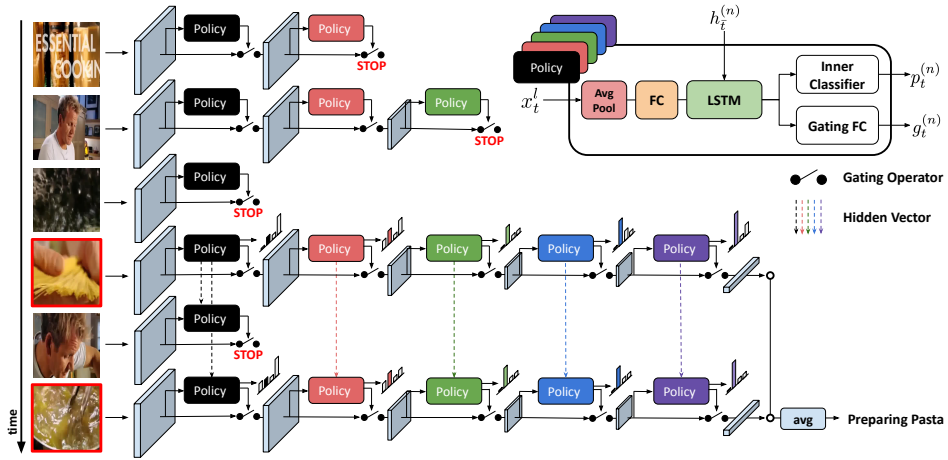 ESSENTIAL
COOKIN
Policy
Policy
STOP
Policy
Policy
Policy
STOP
Policy
STOP
Policy
Policy
Policy
Policy
Policy
Policy
STOP
Policy
Policy
Policy
Policy
Policy
avg
Preparing Pasta
time
Policy
x_t^l
Avg
Pool
FC
LSTM
h_{\bar{t}}^{(n)}
Inner
Classifier
p_t^{(n)}
Gating FC
g_t^{(n)}
Gating Operator
Hidden Vector